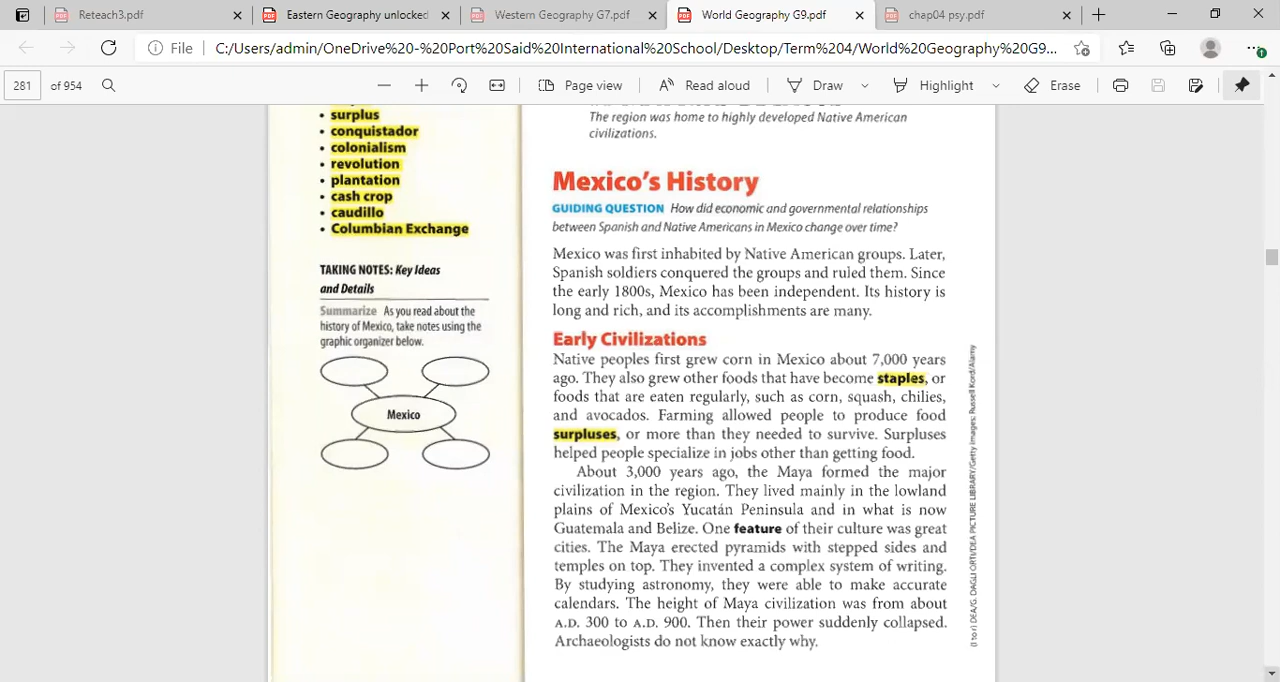 Reteach3.pdf
Eastern Geography unlocked
Western Geography G7.pdf
World Geography G9.pdf
chap04 psy.pdf
File
C:/Users/admin/OneDrive%20-%20Port%20Said%20International%20School/Desktop/Term%204/World%20Geography%20G9...
281 of 954
Page view
Read aloud
Draw
Highlight
Erase
1
• surplus
• conquistador
• colonialism
• revolution
• plantation
• cash crop
• caudillo
• Columbian Exchange
TAKING NOTES: Key Ideas
and Details
Summarize As you read about the
history of Mexico, take notes using the
graphic organizer below.
Mexico
The region was home to highly developed Native American
civilizations.
Mexico's History
GUIDING QUESTION How did economic and governmental relationships
between Spanish and Native Americans in Mexico change over time?
Mexico was first inhabited by Native American groups. Later,
Spanish soldiers conquered the groups and ruled them. Since
the early 1800s, Mexico has been independent. Its history is
long and rich, and its accomplishments are many.
Early Civilizations
Native peoples first grew corn in Mexico about 7,000 years
ago. They also grew other foods that have become staples, or
foods that are eaten regularly, such as corn, squash, chilies,
and avocados. Farming allowed people to produce food
surpluses, or more than they needed to survive. Surpluses
helped people specialize in jobs other than getting food.
About 3,000 years ago, the Maya formed the major
civilization in the region. They lived mainly in the lowland
plains of Mexico's Yucatán Peninsula and in what is now
Guatemala and Belize. One feature of their culture was great
cities. The Maya erected pyramids with stepped sides and
temples on top. They invented a complex system of writing.
By studying astronomy, they were able to make accurate
calendars. The height of Maya civilization was from about
A.D. 300 to A.D. 900. Then their power suddenly collapsed.
Archaeologists do not know exactly why.
(l to r) DEA/G. DAGLI ORTI/DEA PICTURE LIBRARY/Getty Images; Russell Kord/Alamy